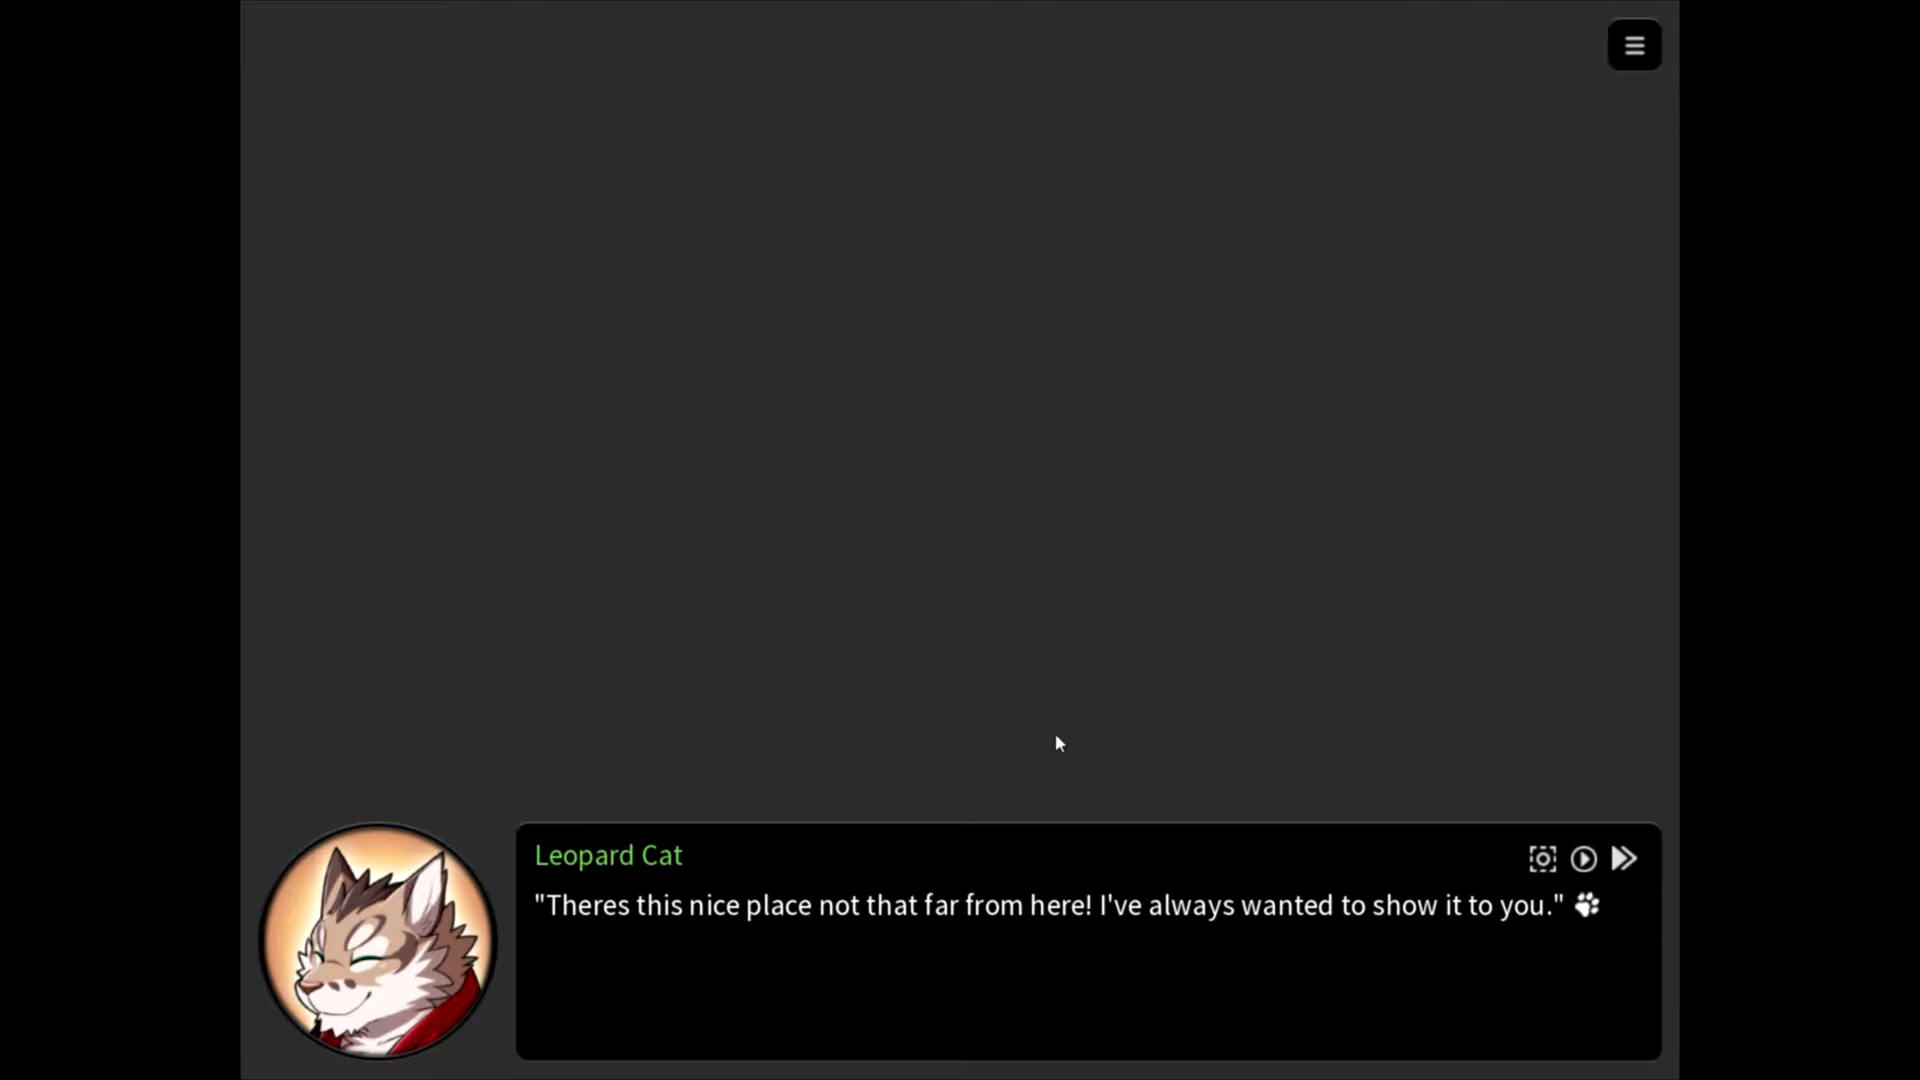 Leopard Cat
"Theres this nice place not that far from here! I've always wanted to show it to you."